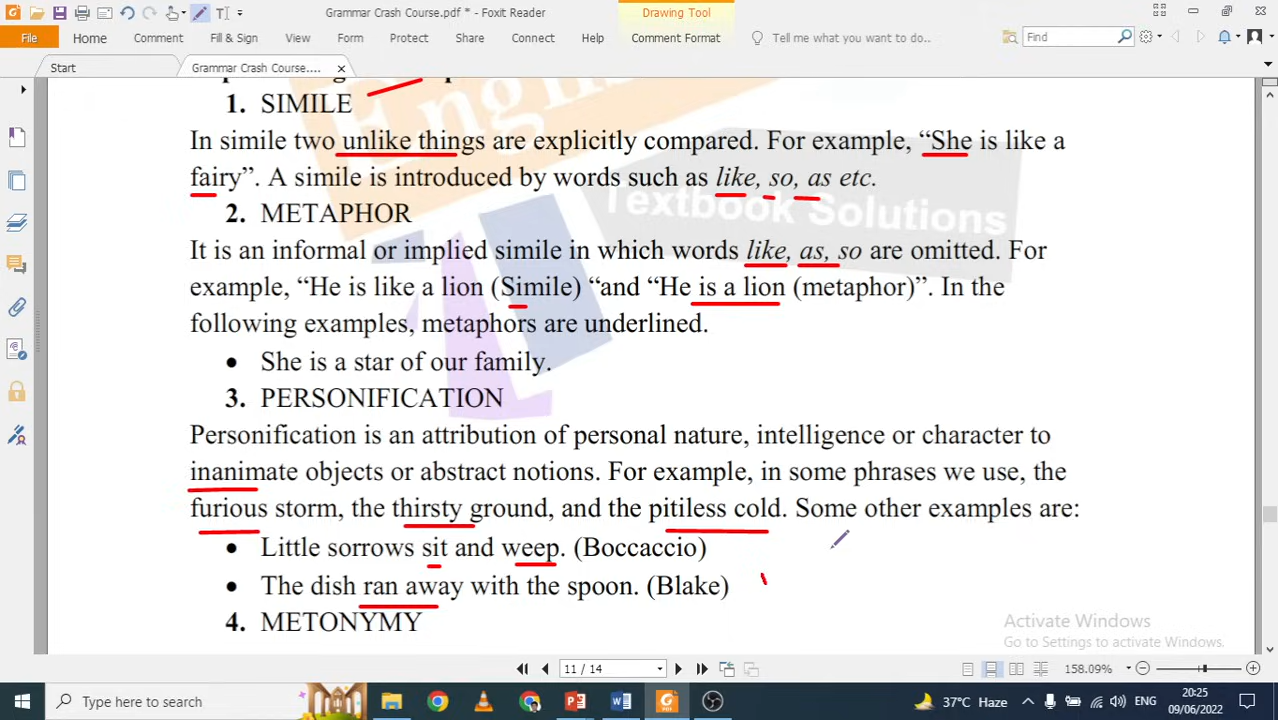 Grammar Crash Course.pdf * - Foxit Reader
Drawing Tool
File Home Comment Fill & Sign View Form Protect Share Connect Help Comment Format Tell me what you want to do... Find
Start
Grammar Crash Course....
1. SIMILE
In simile two unlike things are explicitly compared. For example, “She is like a
fairy”. A simile is introduced by words such as like, so, as etc.
Textbook Solutions
2. METAPHOR
It is an informal or implied simile in which words like, as, so are omitted. For
example, “He is like a lion (Simile) “and “He is a lion (metaphor)”. In the
following examples, metaphors are underlined.
• She is a star of our family.
3. PERSONIFICATION
Personification is an attribution of personal nature, intelligence or character to
inanimate objects or abstract notions. For example, in some phrases we use, the
furious storm, the thirsty ground, and the pitiless cold. Some other examples are:
• Little sorrows sit and weep. (Boccaccio)
• The dish ran away with the spoon. (Blake)
4. METONYMY
Activate Windows
Go to Settings to activate Windows.
11 / 14
158.09%
Type here to search
37°C Haze
ENG
20:25
09/06/2022